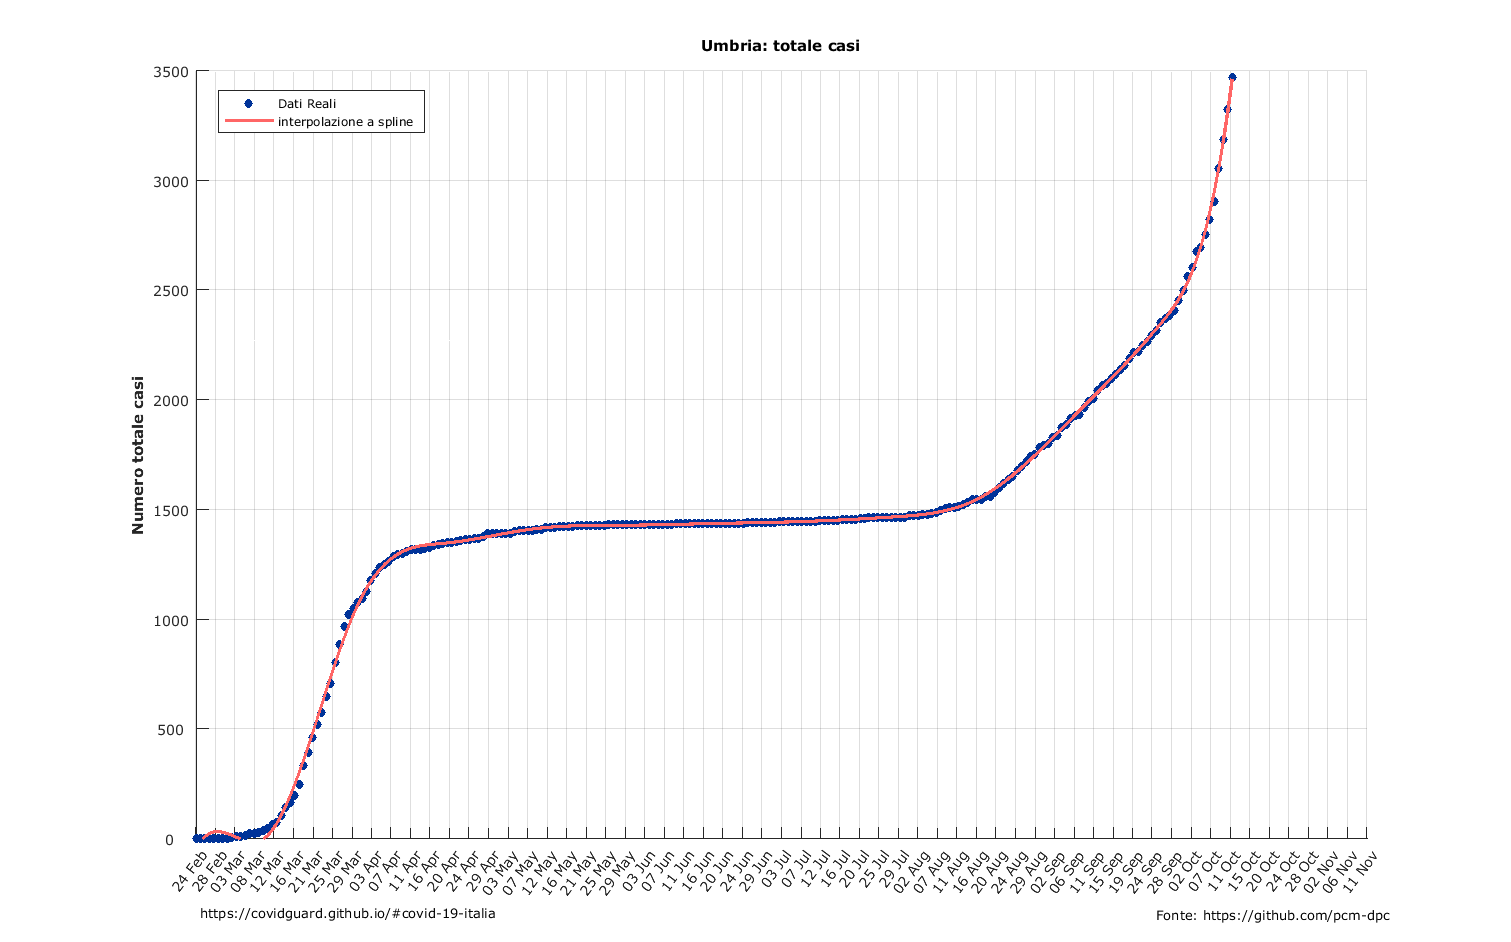 Umbria: totale casi
3500
3000
2500
2000
1500
1000
500
0
Numero totale casi
Dati Reali
interpolazione a spline
24 Feb
28 Feb
03 Mar
08 Mar
12 Mar
16 Mar
21 Mar
25 Mar
29 Mar
03 Apr
07 Apr
11 Apr
16 Apr
20 Apr
24 Apr
29 Apr
03 May
07 May
12 May
16 May
21 May
25 May
29 May
03 Jun
07 Jun
11 Jun
16 Jun
20 Jun
24 Jun
29 Jun
03 Jul
07 Jul
12 Jul
16 Jul
20 Jul
25 Jul
29 Jul
02 Aug
07 Aug
11 Aug
16 Aug
20 Aug
24 Aug
29 Aug
02 Sep
06 Sep
11 Sep
15 Sep
19 Sep
24 Sep
28 Sep
02 Oct
07 Oct
11 Oct
15 Oct
20 Oct
24 Oct
28 Oct
02 Nov
06 Nov
11 Nov
https://covidguard.github.io/#covid-19-italia
Fonte: https://github.com/pcm-dpc